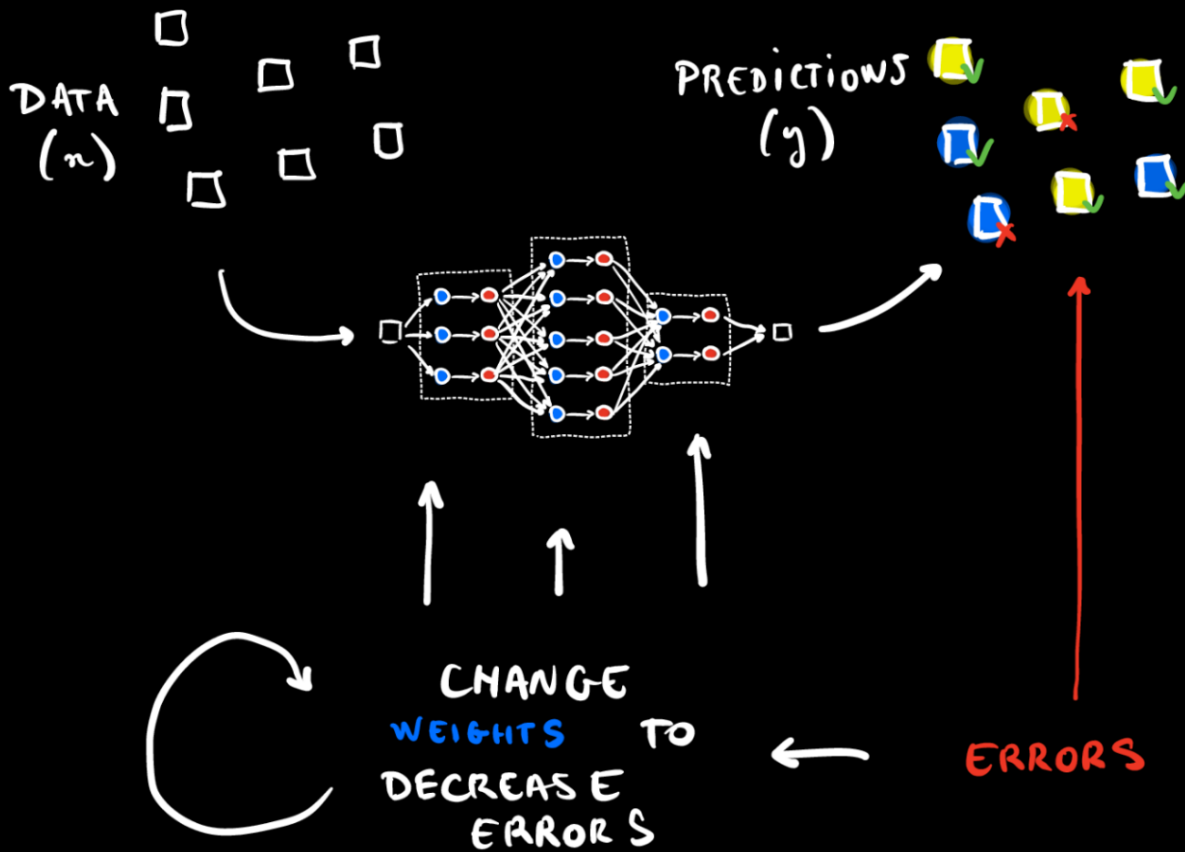 DATA
(x)
PREDICTIONS
(y)
CHANGE
WEIGHTS TO
DECREASE
ERRORS
ERRORS